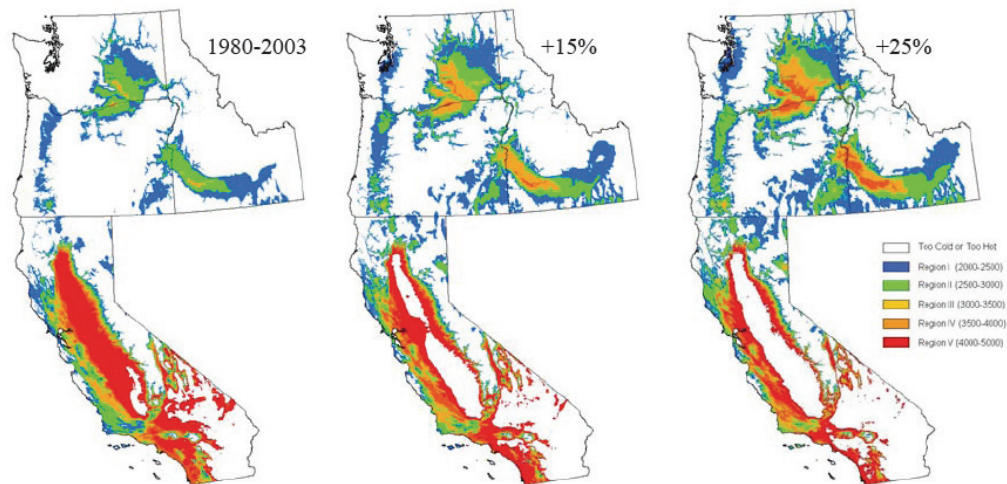 1980-2003
+15%
+25%
Too Cold or Too Hot
Region I (2000-2500)
Region II (2500-3000)
Region III (3000-3500)
Region IV (3500-4000)
Region V (4000-5000)